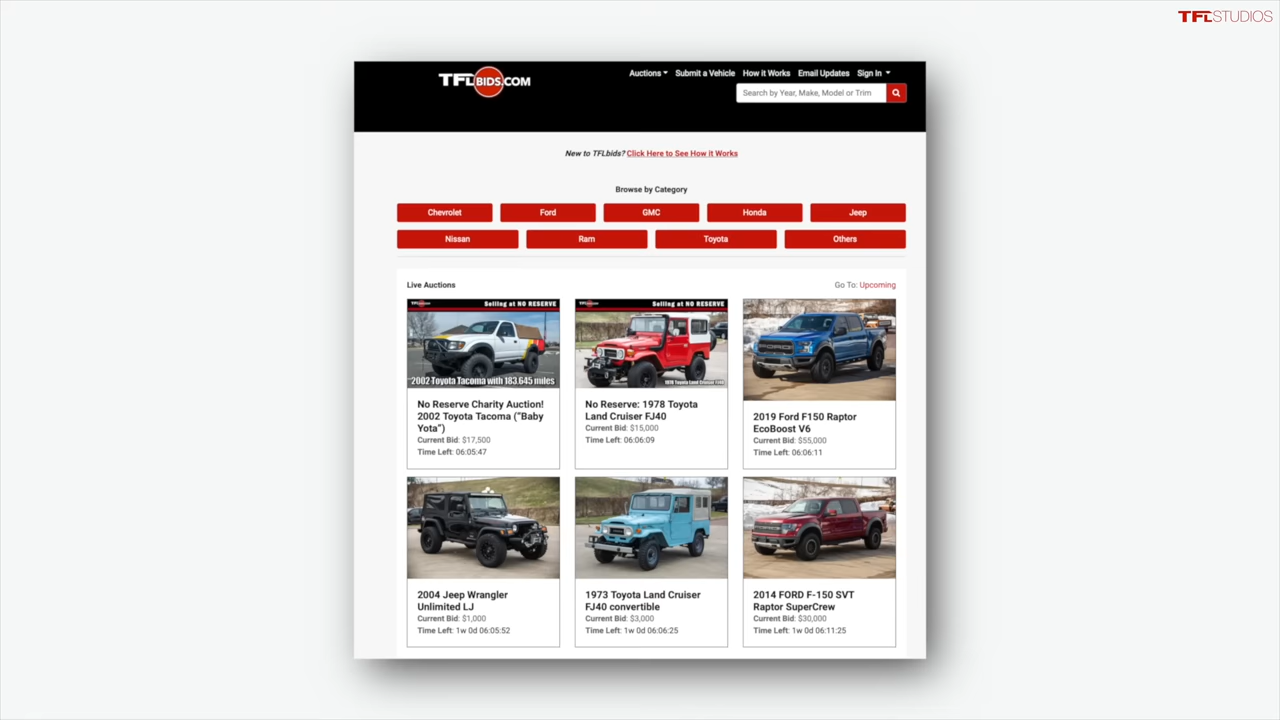 TFLSTUDIOS
TFLBIDS.COM
Auctions Submit a Vehicle How it Works Email Updates Sign In
Search by Year, Make, Model or Trim
New to TFLbids? Click Here to See How it Works
Browse by Category
Chevrolet Ford GMC Honda Jeep
Nissan Ram Toyota Others
Live Auctions Go To: Upcoming
Selling at NO RESERVE Selling at NO RESERVE
2002 Toyota Tacoma with 183,645 miles 1978 Toyota Land Cruiser FJ40
No Reserve Charity Auction!
2002 Toyota Tacoma ("Baby
Yota")
Current Bid: $17,500
Time Left: 06:05:47
No Reserve: 1978 Toyota
Land Cruiser FJ40
Current Bid: $15,000
Time Left: 06:06:09
2019 Ford F150 Raptor
EcoBoost V6
Current Bid: $55,000
Time Left: 06:06:11
2004 Jeep Wrangler
Unlimited LJ
Current Bid: $1,000
Time Left: 1w 0d 06:05:52
1973 Toyota Land Cruiser
FJ40 convertible
Current Bid: $3,000
Time Left: 1w 0d 06:06:25
2014 FORD F-150 SVT
Raptor SuperCrew
Current Bid: $30,000
Time Left: 1w 0d 06:11:25